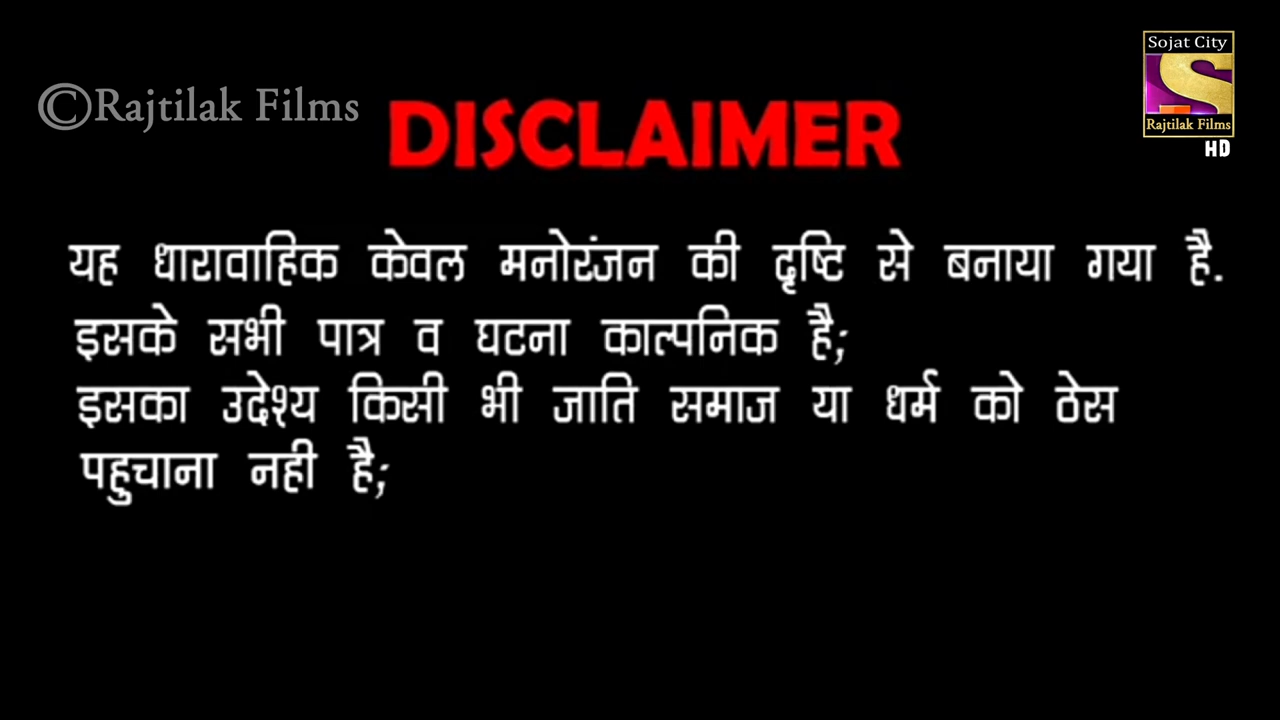 Sojat City
©Rajtilak Films
DISCLAIMER
Rajtilak Films
HD
यह धारावाहिक केवल मनोरंजन की दृष्टि से बनाया गया है.
इसके सभी पात्र व घटना काल्पनिक है;
इसका उदेश्य किसी भी जाति समाज या धर्म को ठेस
पहुचाना नही है;